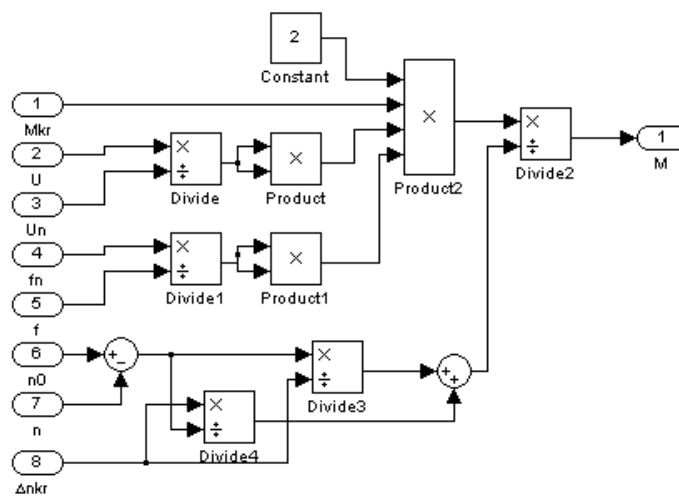 2
Constant
1
Mkr
2
U
3
Un
4
fn
5
f
6
n0
7
n
8
Δnkr
×
÷
Divide
×
Product
×
÷
Divide1
×
Product1
×
Product2
×
÷
Divide2
1
M
+
−
×
÷
Divide3
×
÷
Divide4
+
+